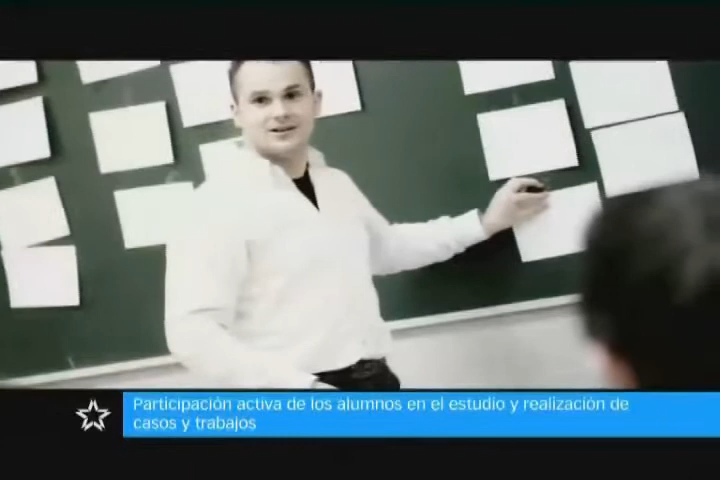 Participación activa de los alumnos en el estudio y realización de
casos y trabajos